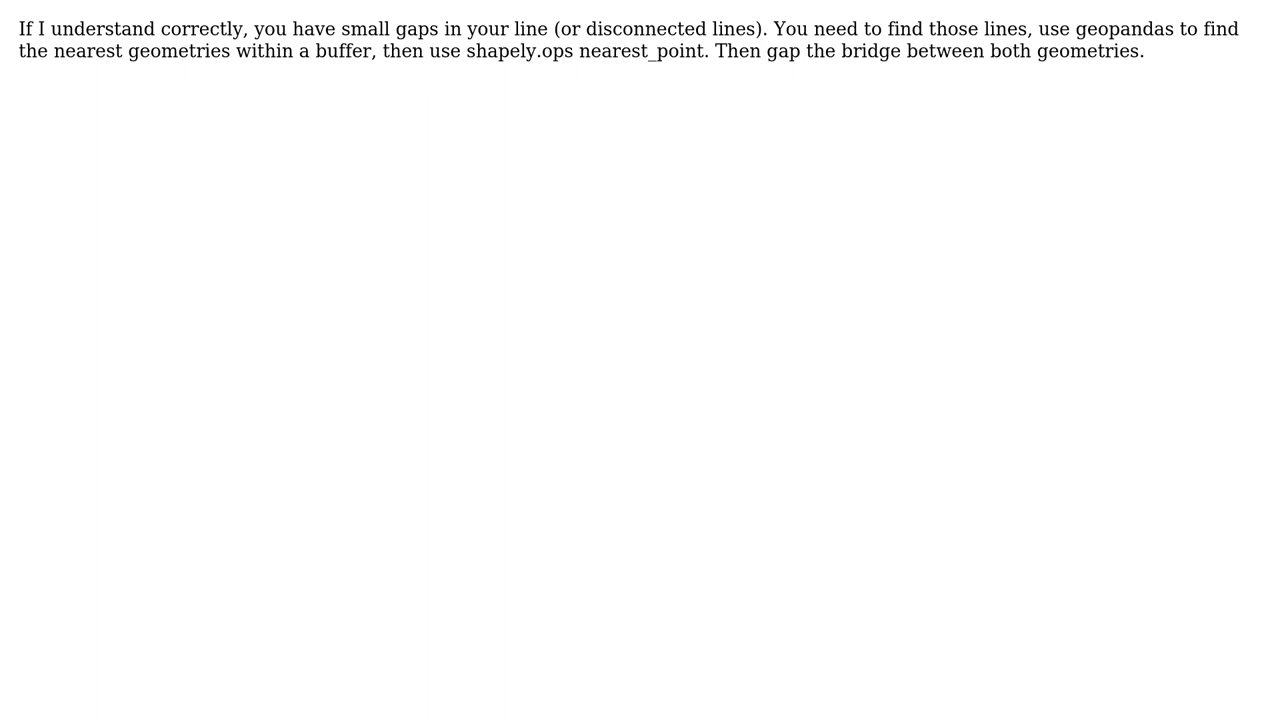 If I understand correctly, you have small gaps in your line (or disconnected lines). You need to find those lines, use geopandas to find
the nearest geometries within a buffer, then use shapely.ops nearest_point. Then gap the bridge between both geometries.